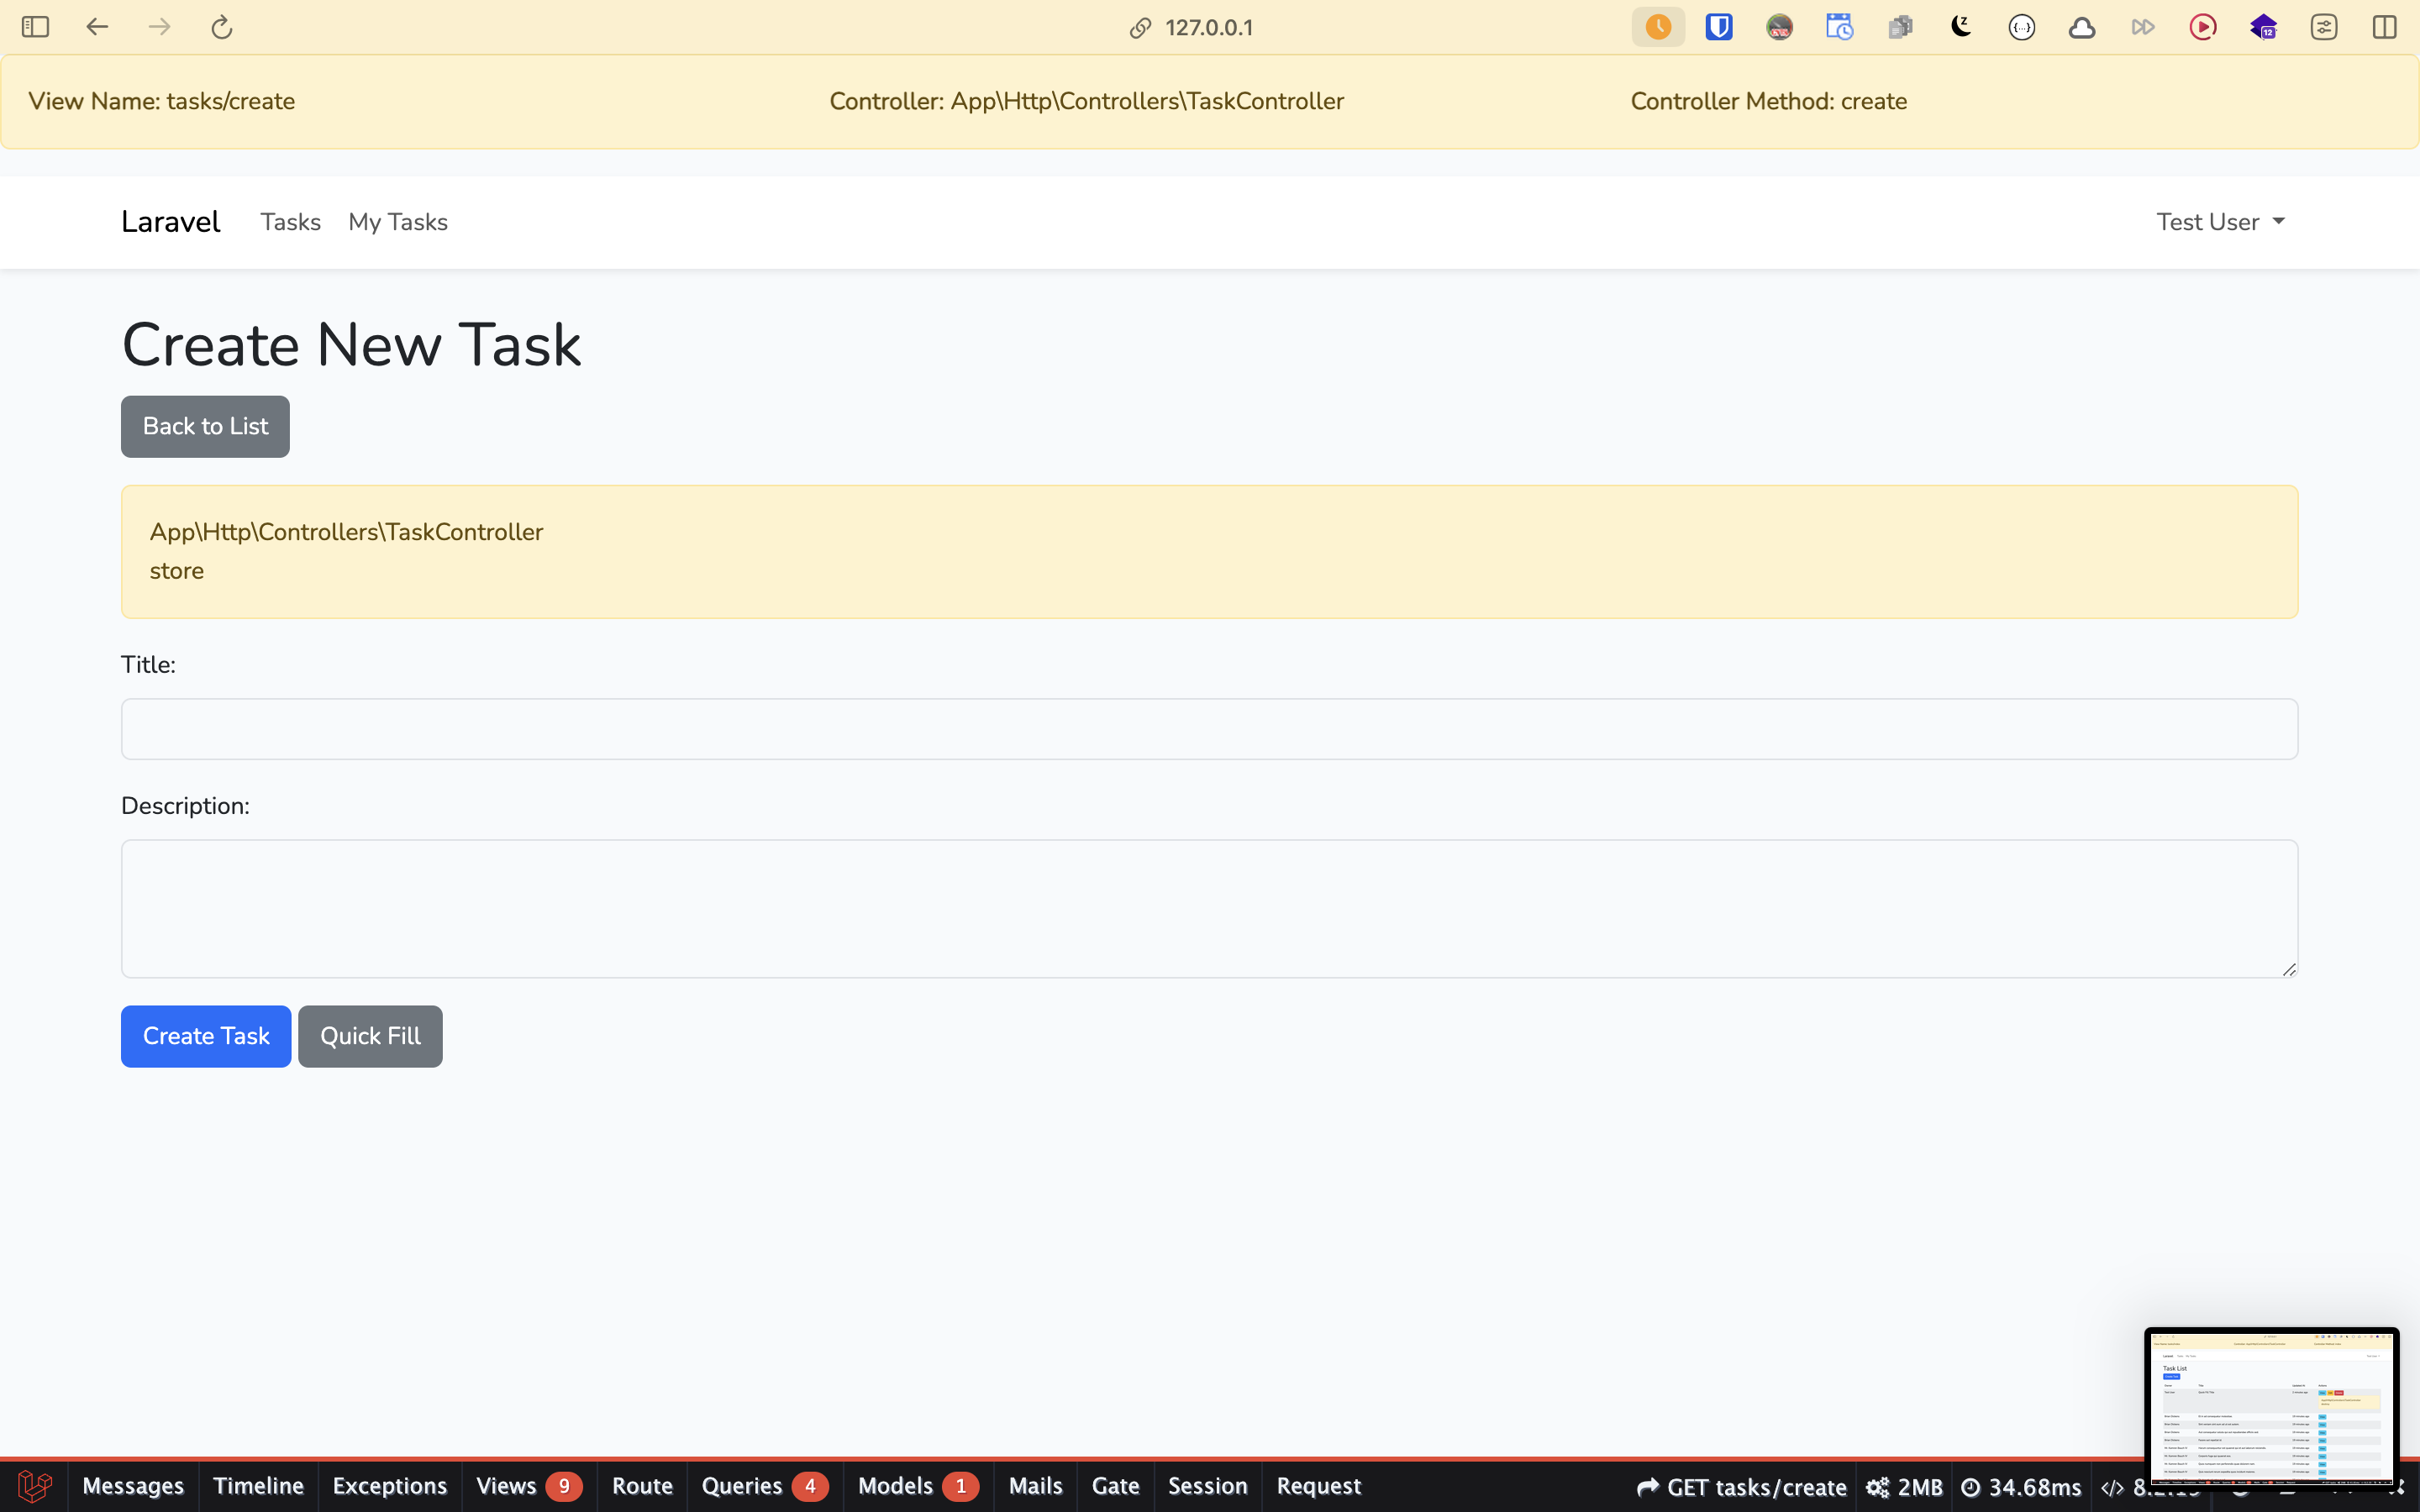 127.0.0.1
12
View Name: tasks/create Controller: App\Http\Controllers\TaskController Controller Method: create
Laravel Tasks My Tasks Test User
Create New Task
Back to List
App\Http\Controllers\TaskController
store
Title:
Description:
Create Task Quick Fill
Task List
Messages Timeline Exceptions Views 9 Route Queries 4 Models 1 Mails Gate Session Request GET tasks/create 2MB 34.68ms